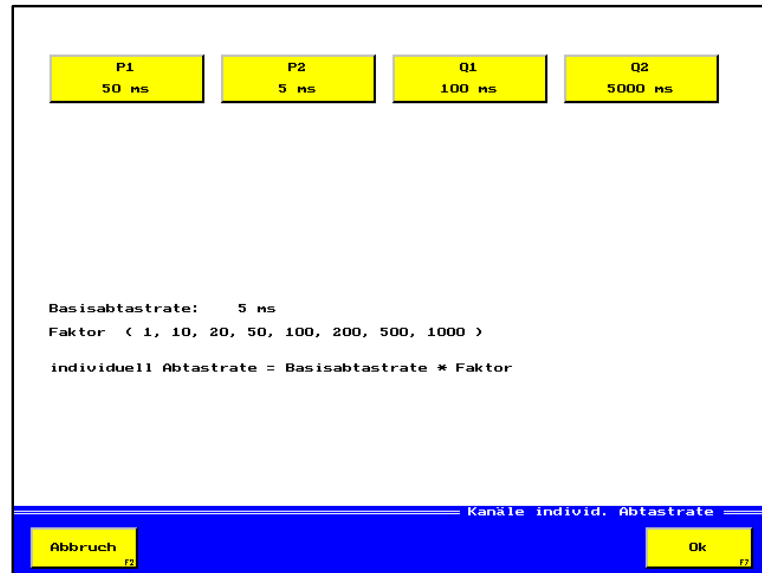 P1
50 ms
P2
5 ms
Q1
100 ms
Q2
5000 ms
Basisabtastrate: 5 ms
Faktor ( 1, 10, 20, 50, 100, 200, 500, 1000 )
individuell Abtastrate = Basisabtastrate * Faktor
Kanäle individ. Abtastrate
Abbruch
F2
Ok
F7